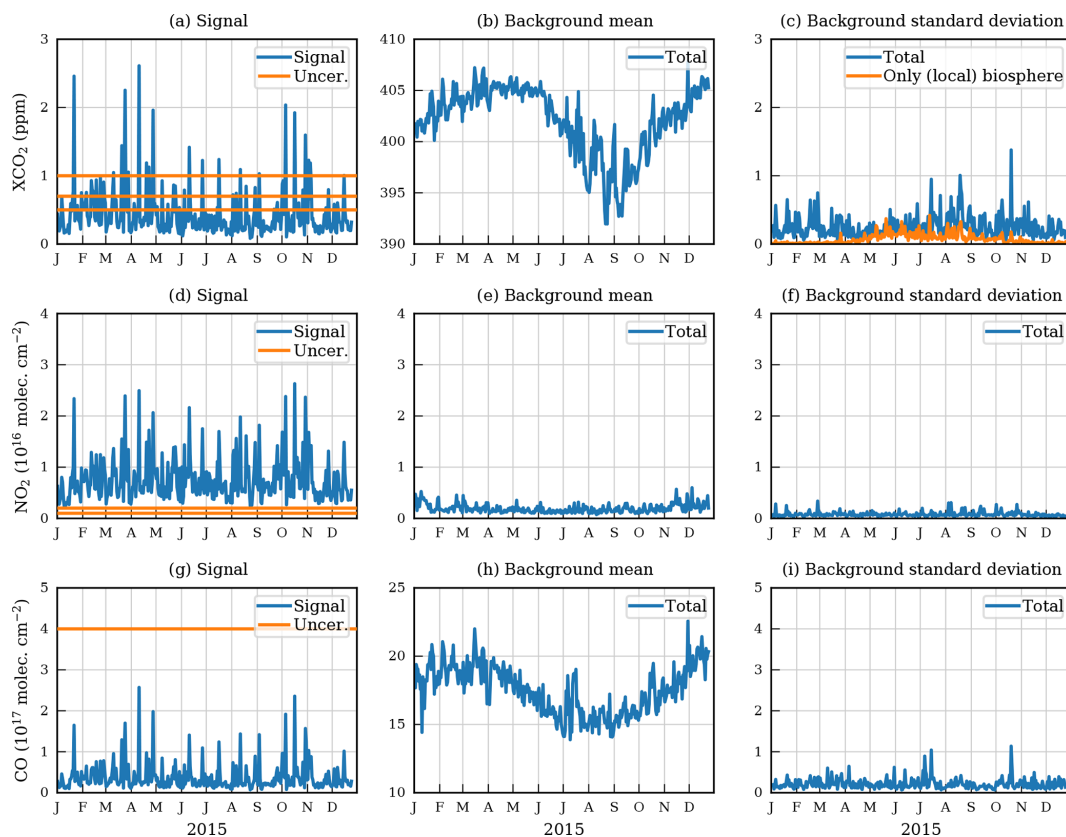 (a) Signal
(b) Background mean
(c) Background standard deviation
XCO₂ (ppm)
3
2
1
0
Signal
Uncer.
J F M A M J J A S O N D
410
405
400
395
390
Total
J F M A M J J A S O N D
3
2
1
0
Total
Only (local) biosphere
J F M A M J J A S O N D
(d) Signal
(e) Background mean
(f) Background standard deviation
NO₂ (10¹⁶ molec. cm⁻²)
4
3
2
1
0
Signal
Uncer.
J F M A M J J A S O N D
4
3
2
1
0
Total
J F M A M J J A S O N D
4
3
2
1
0
Total
J F M A M J J A S O N D
(g) Signal
(h) Background mean
(i) Background standard deviation
CO (10¹⁷ molec. cm⁻²)
5
4
3
2
1
0
Signal
Uncer.
J F M A M J J A S O N D
2015
25
20
15
10
Total
J F M A M J J A S O N D
2015
5
4
3
2
1
0
Total
J F M A M J J A S O N D
2015